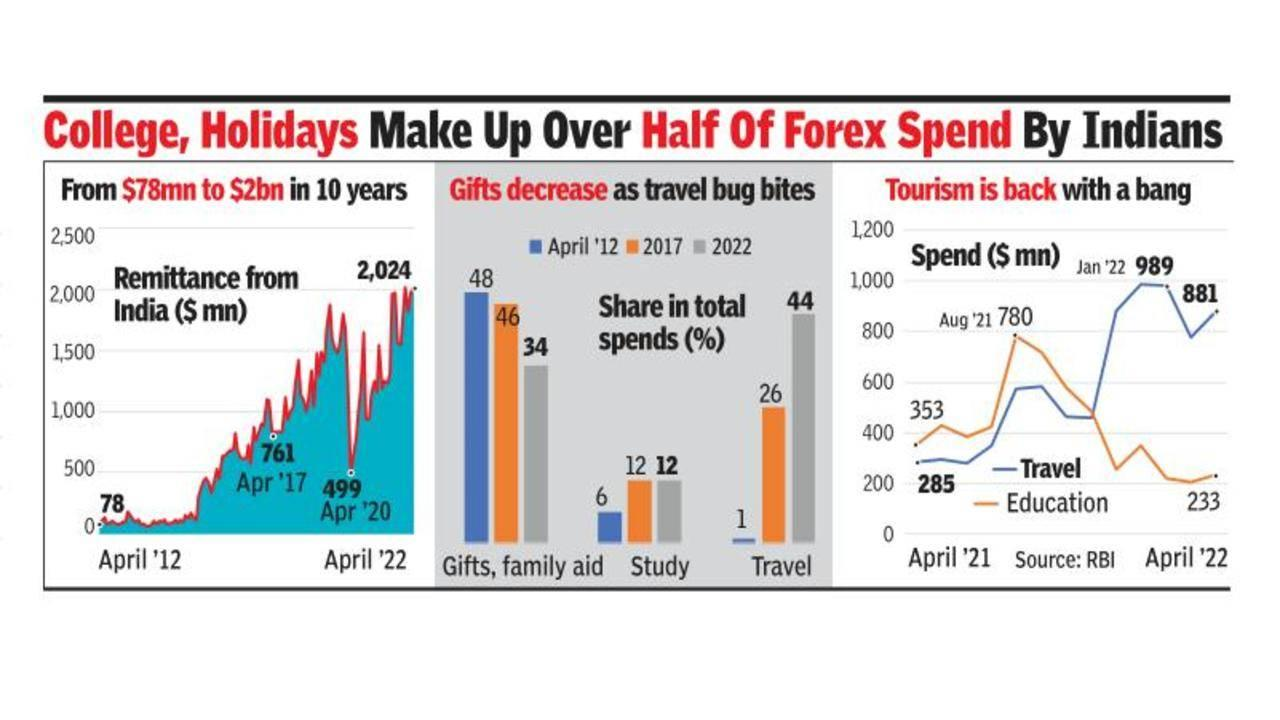 College, Holidays Make Up Over Half Of Forex Spend By Indians
From $78mn to $2bn in 10 years
2,500
2,000
1,500
1,000
500
0
Remittance from
India ($ mn)
2,024
761
Apr '17
499
Apr '20
78
April '12
April '22
Gifts decrease as travel bug bites
April '12 2017 2022
Share in total
spends (%)
48
46
34
6
12
12
1
26
44
Gifts, family aid
Study
Travel
Tourism is back with a bang
1,200
1,000
800
600
400
200
0
Spend ($ mn)
Jan '22 989
881
Aug '21 780
353
285
Travel
Education
233
April '21
Source: RBI
April '22